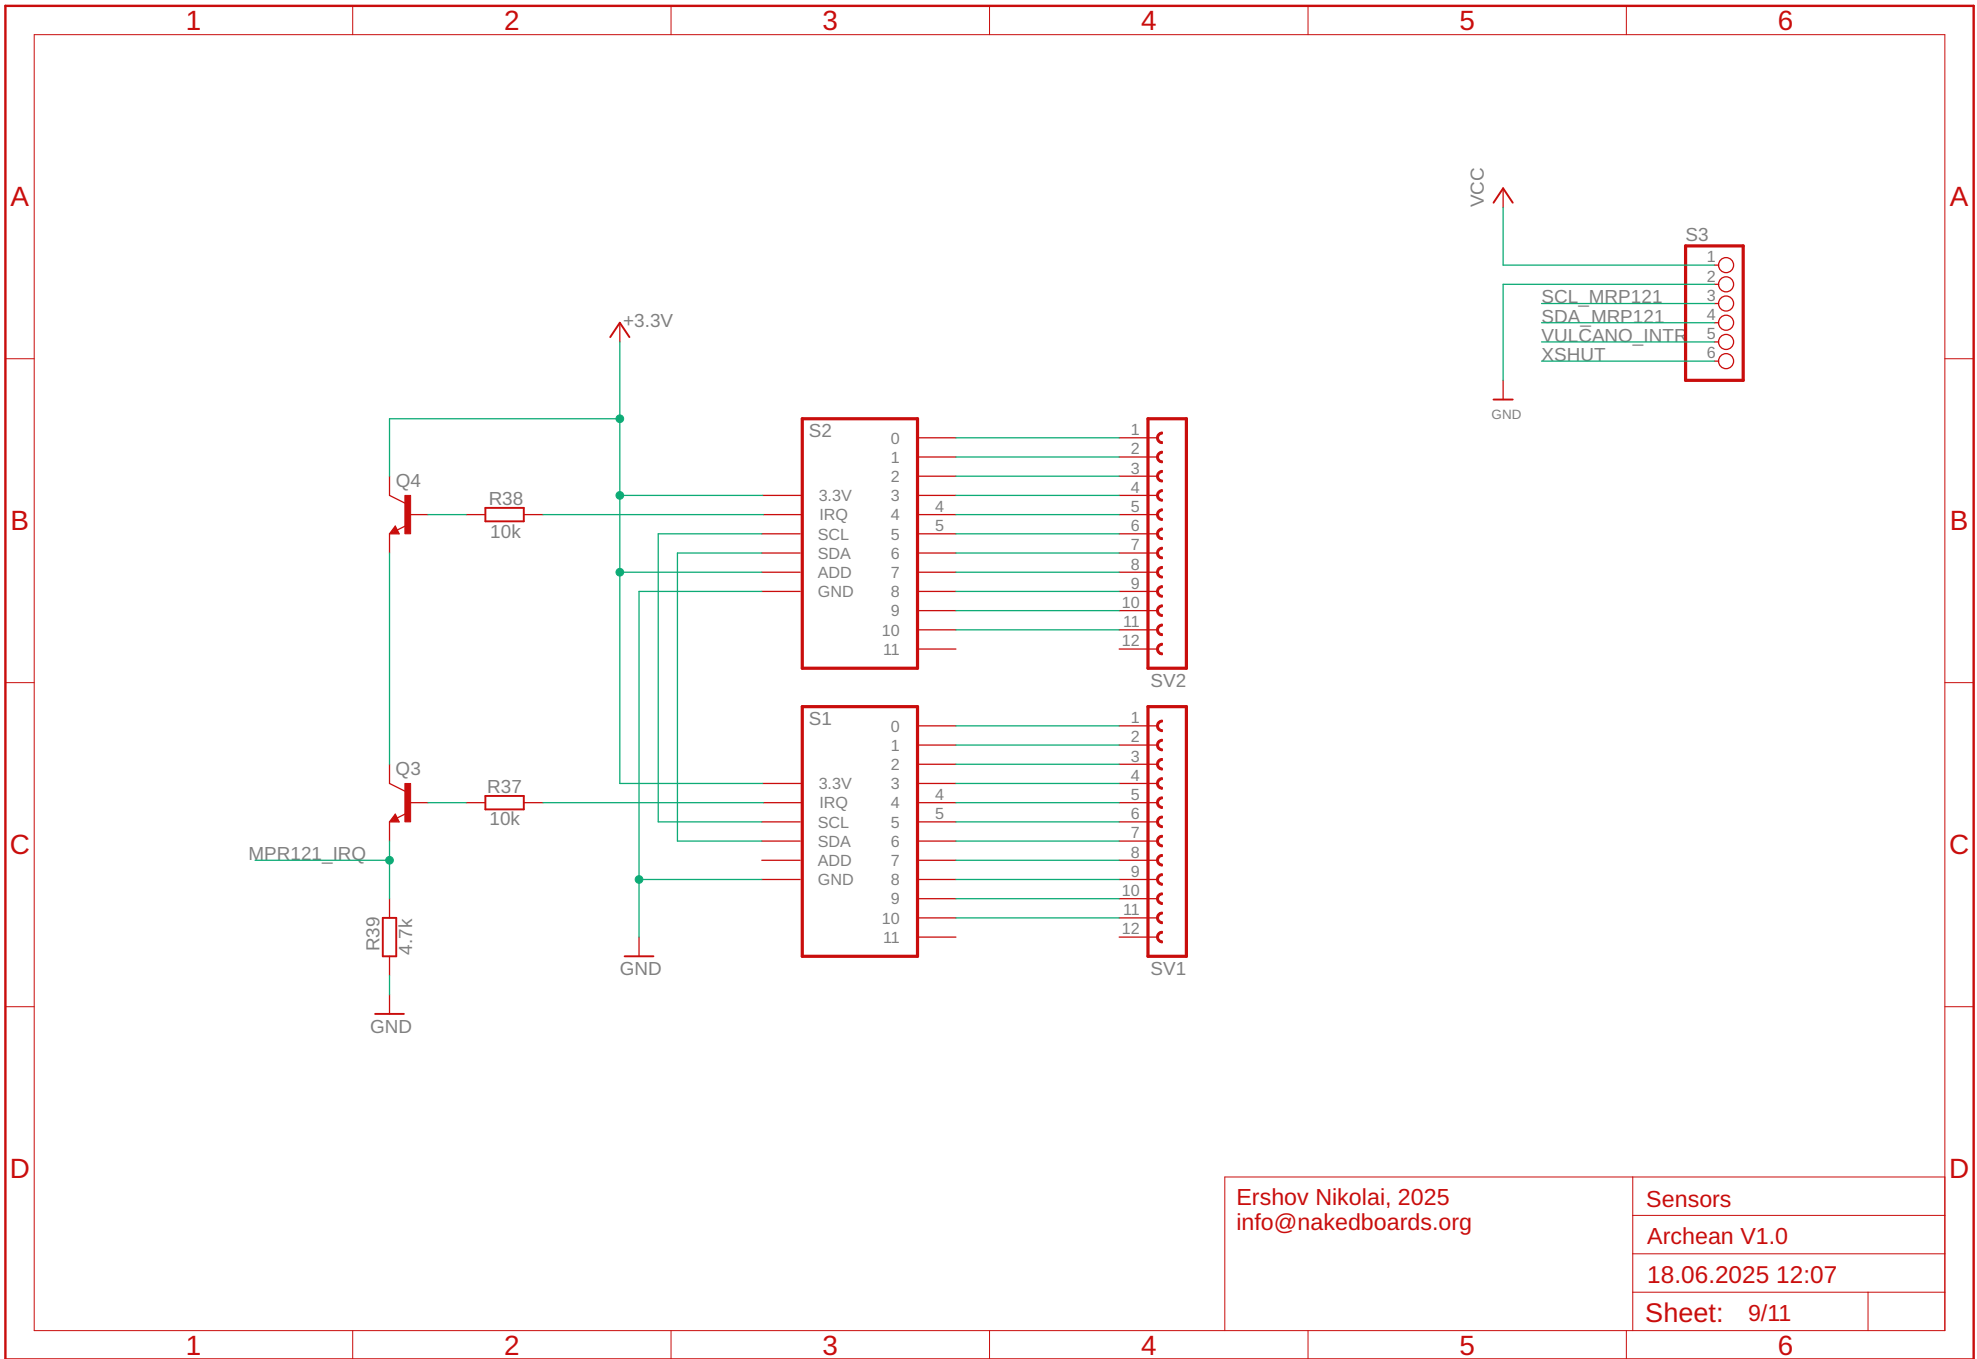 1 2 3 4 5 6
A A
VCC
S3
1
2
SCL_MRP121 3
SDA_MRP121 4
VULCANO_INTR 5
XSHUT 6
GND
+3.3V
B B
Q4
R38
10k
S2
3.3V
IRQ
SCL
SDA
ADD
GND
0
1
2
3
4
5
6
7
8
9
10
11
4
5
1
2
3
4
5
6
7
8
9
10
11
12
SV2
C C
Q3
R37
10k
MPR121_IRQ
R39
4.7k
GND
GND
S1
3.3V
IRQ
SCL
SDA
ADD
GND
0
1
2
3
4
5
6
7
8
9
10
11
4
5
1
2
3
4
5
6
7
8
9
10
11
12
SV1
D D
Ershov Nikolai, 2025
info@nakedboards.org
Sensors
Archean V1.0
18.06.2025 12:07
Sheet: 9/11
1 2 3 4 5 6